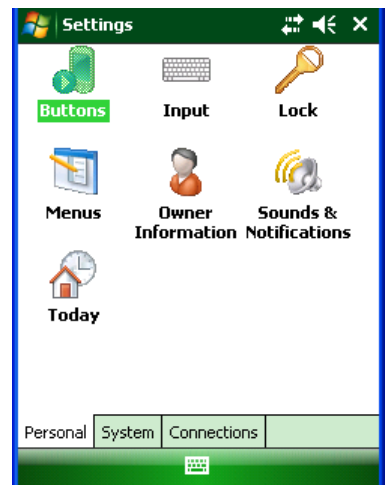 Settings
Buttons Input Lock
Menus Owner Information Sounds & Notifications
Today
Personal System Connections